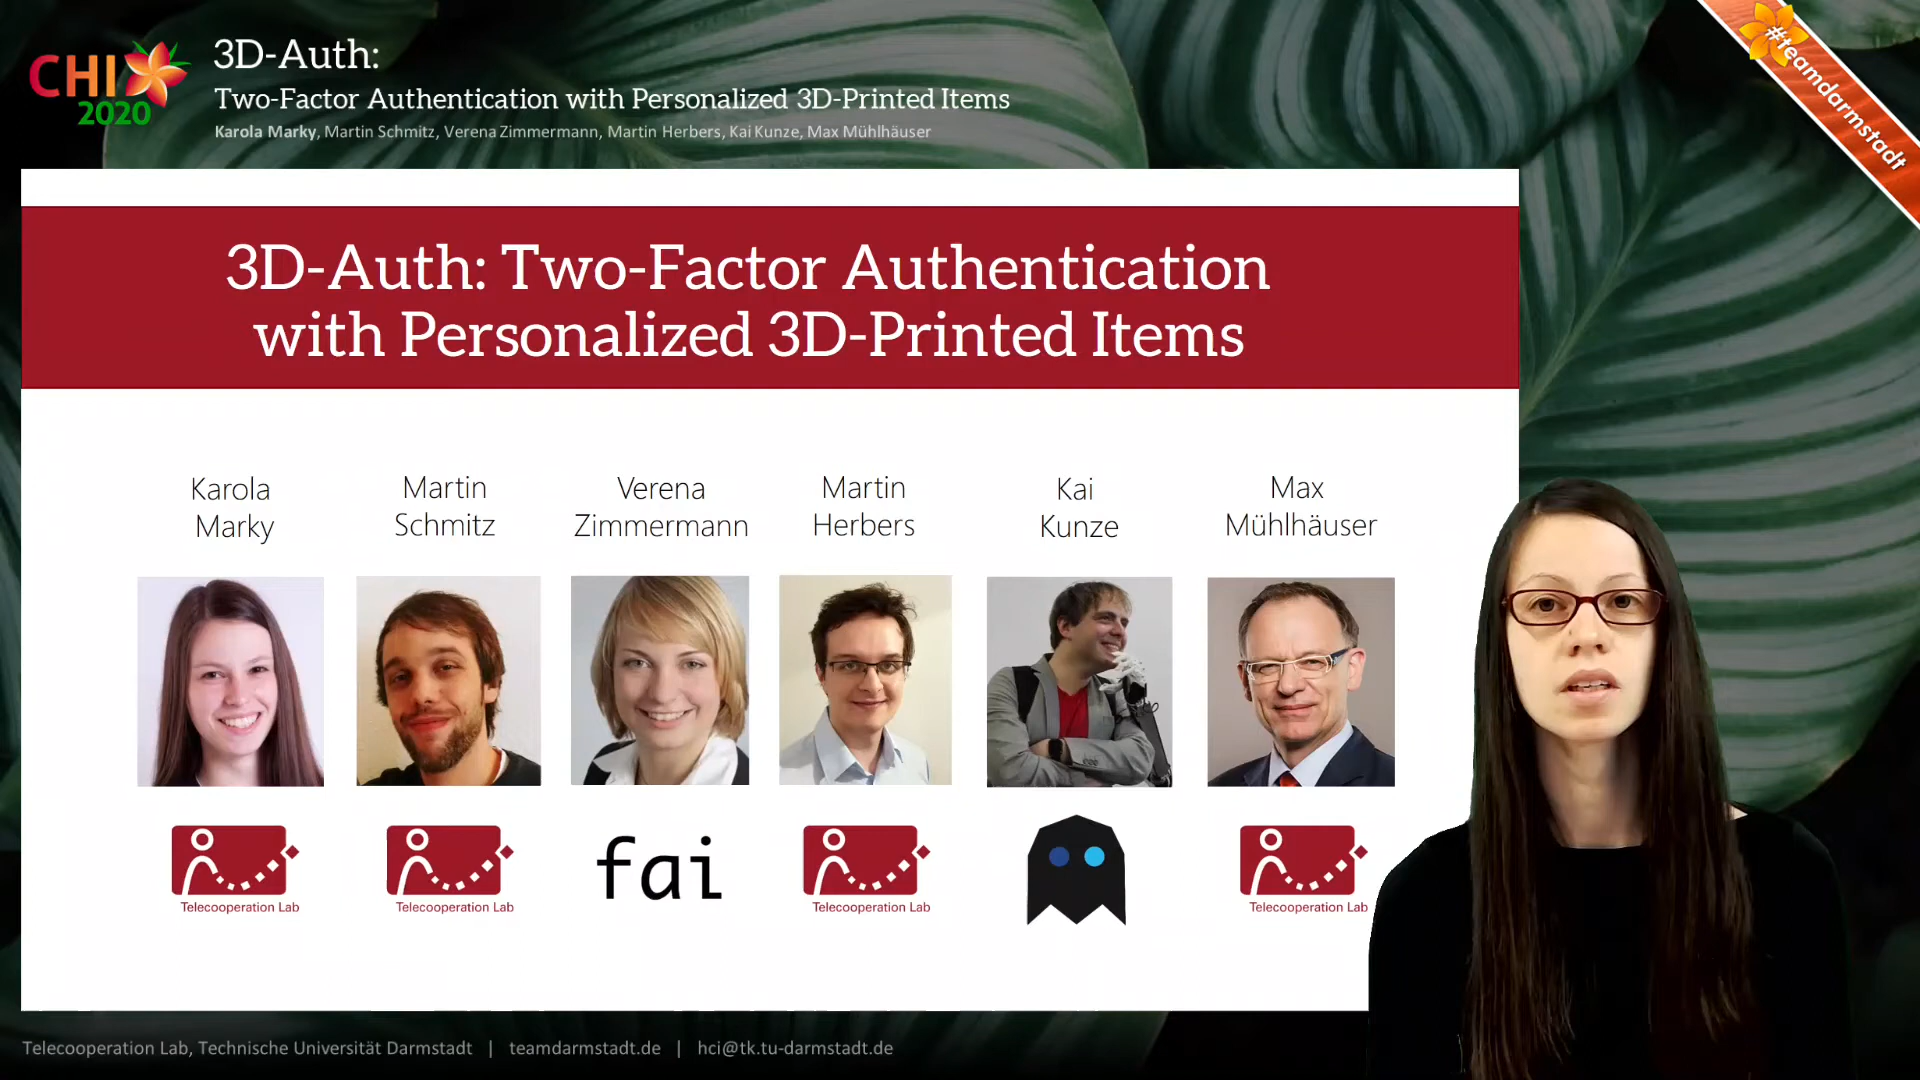 CHI
2020
3D-Auth:
Two-Factor Authentication with Personalized 3D-Printed Items
Karola Marky, Martin Schmitz, Verena Zimmermann, Martin Herbers, Kai Kunze, Max Mühlhäuser
#teamdarmstadt
3D-Auth: Two-Factor Authentication
with Personalized 3D-Printed Items
Karola
Marky
Martin
Schmitz
Verena
Zimmermann
Martin
Herbers
Kai
Kunze
Max
Mühlhäuser
Telecooperation Lab
Telecooperation Lab
fai
Telecooperation Lab
Telecooperation Lab
Telecooperation Lab, Technische Universität Darmstadt | teamdarmstadt.de | hci@tk.tu-darmstadt.de